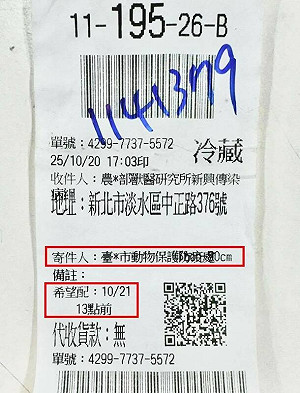 11-195-26-B
1141379
單號：4299-7737-5572
25/10/20 17:03印
冷藏
收件人：農*部獸醫研究所新興傳染
地址：新北市淡水區中正路376號
寄件人：臺*市動物保護防疫處 0cm
備註：
希望配：10/21
13點前
代收貨款：無
單號：4299-7737-5572